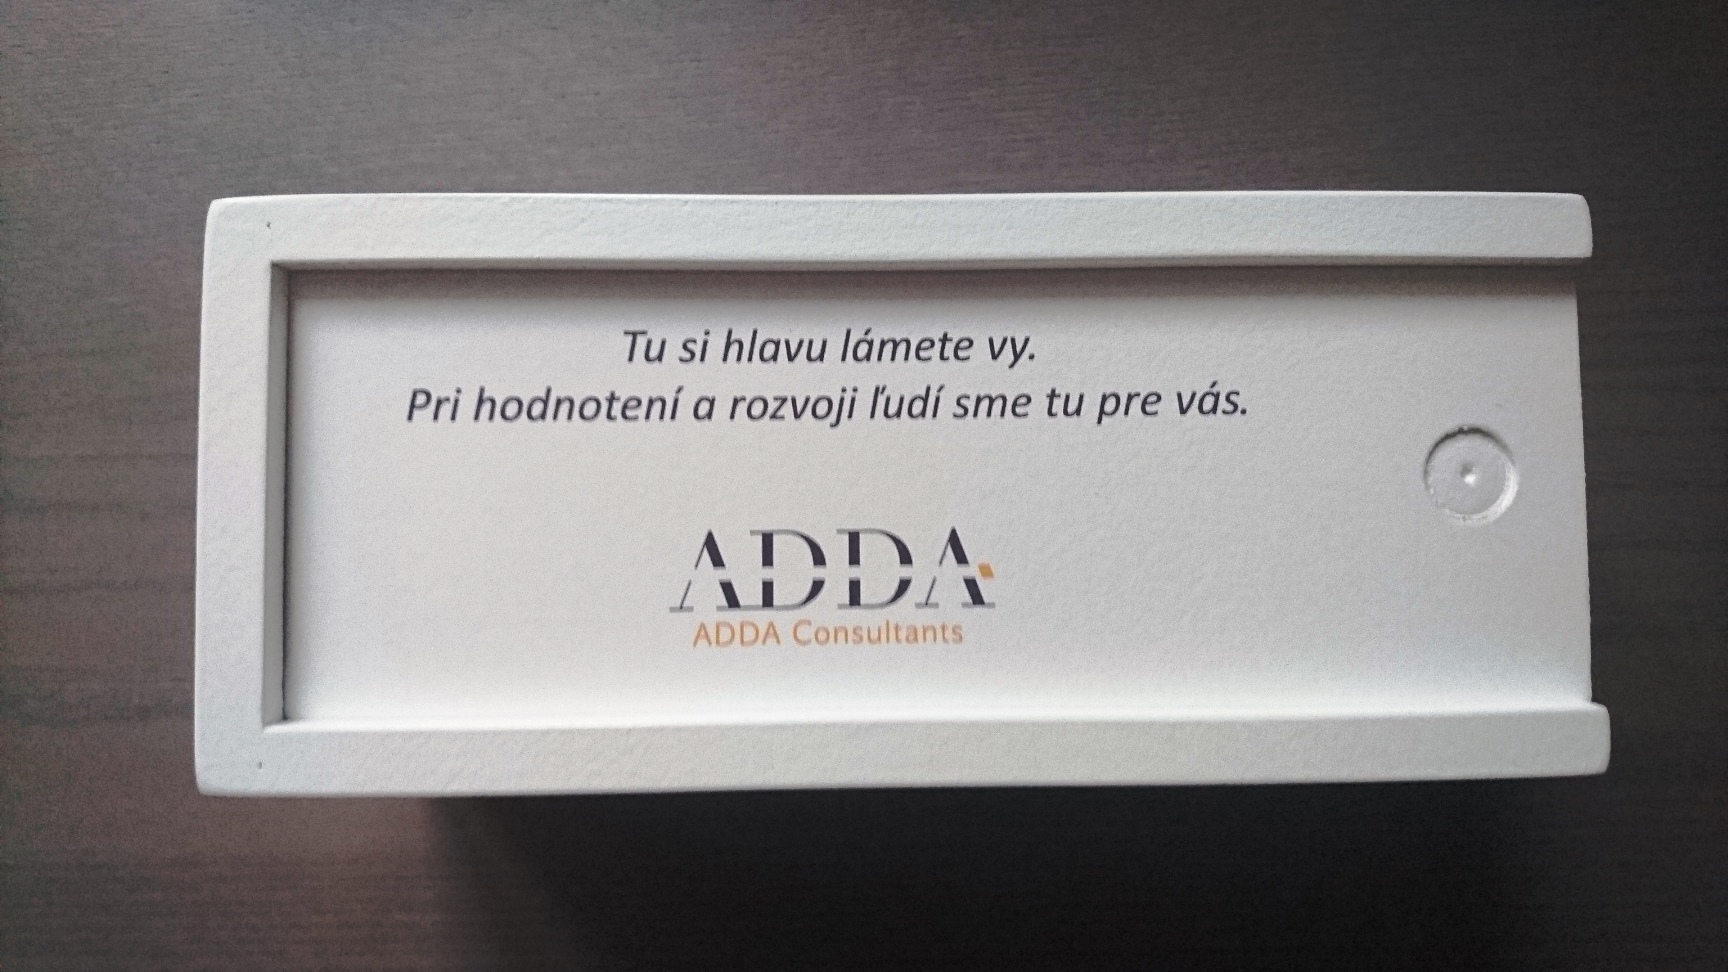 Tu si hlavu lámete vy.
Pri hodnotení a rozvoji ľudí sme tu pre vás.
ADDA
ADDA Consultants